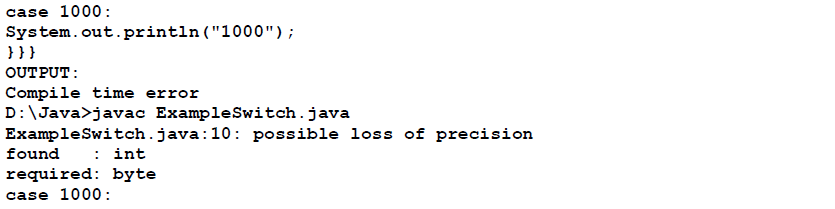 case 1000:
System.out.println("1000");
}}}
OUTPUT:
Compile time error
D:\Java>javac ExampleSwitch.java
ExampleSwitch.java:10: possible loss of precision
found   : int
required: byte
case 1000: